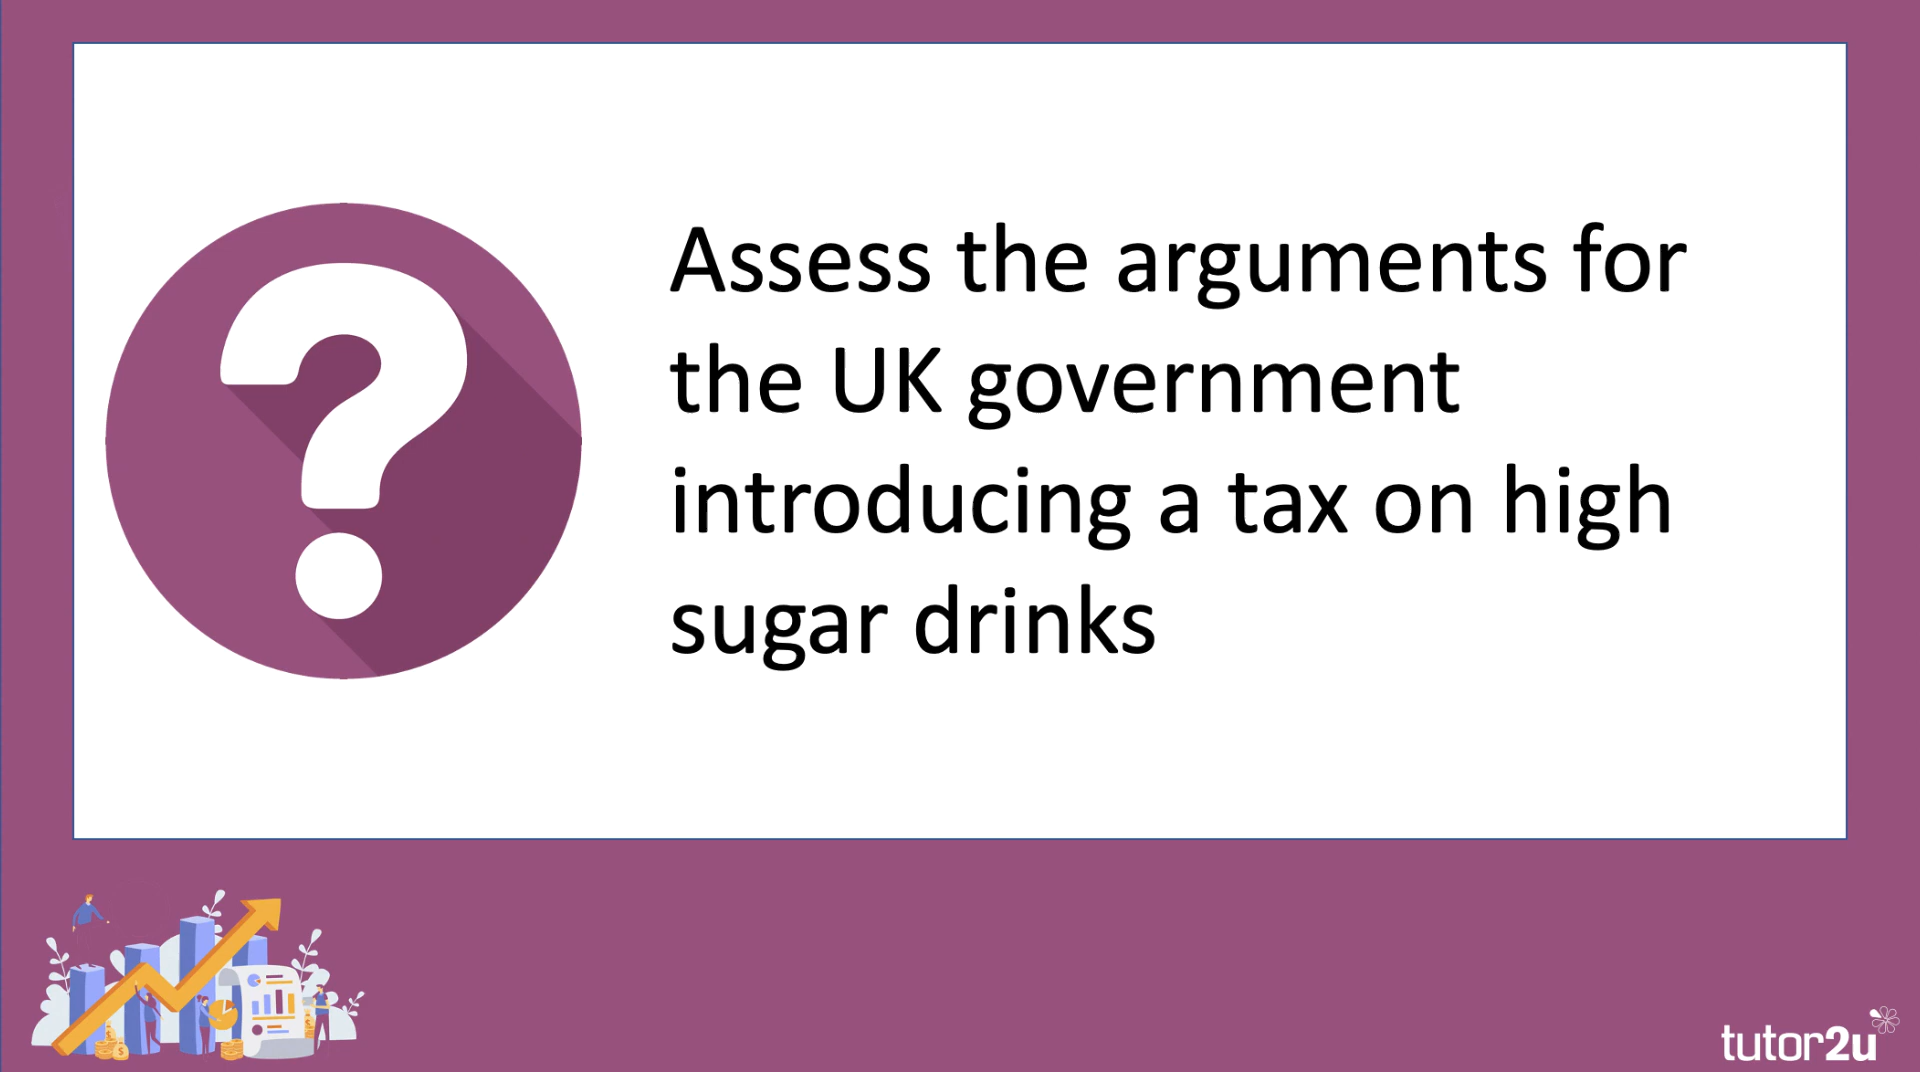 Assess the arguments for
the UK government
introducing a tax on high
sugar drinks
tutor2u